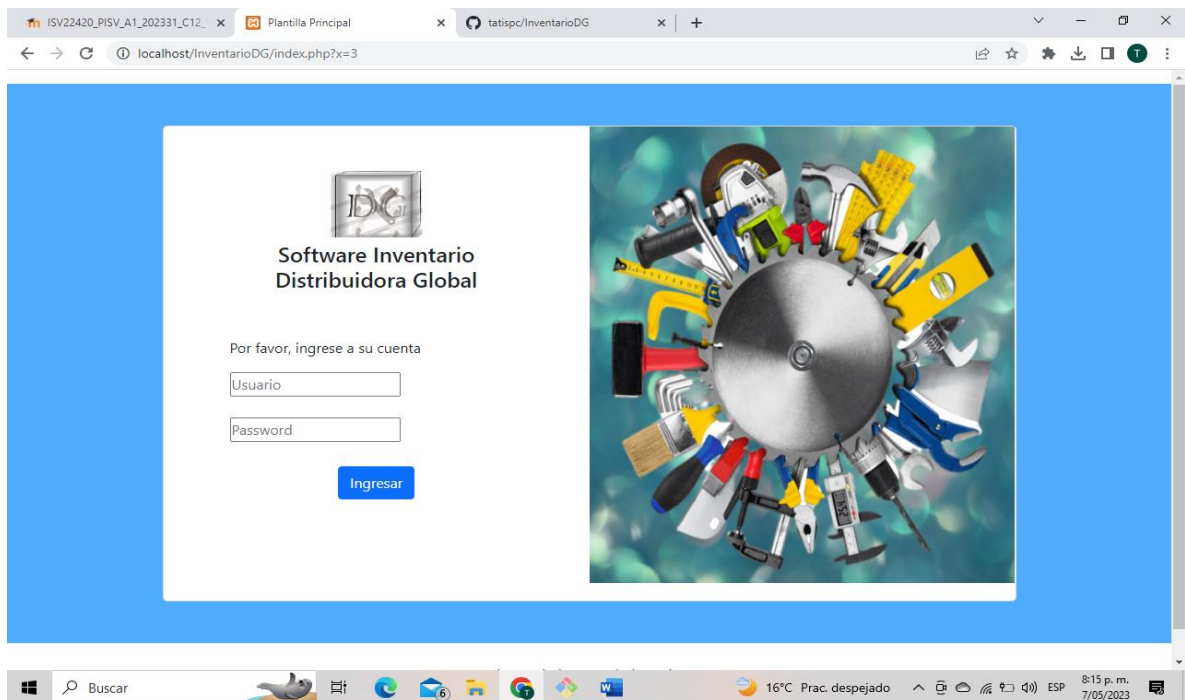 ISV22420_PISV_A1_202331_C12_
Plantilla Principal
tatispc/InventarioDG
localhost/InventarioDG/index.php?x=3
T
DG
Software Inventario
Distribuidora Global
Por favor, ingrese a su cuenta
Usuario
Password
Ingresar
Buscar
6
16°C Prac. despejado
ESP
8:15 p. m.
7/05/2023